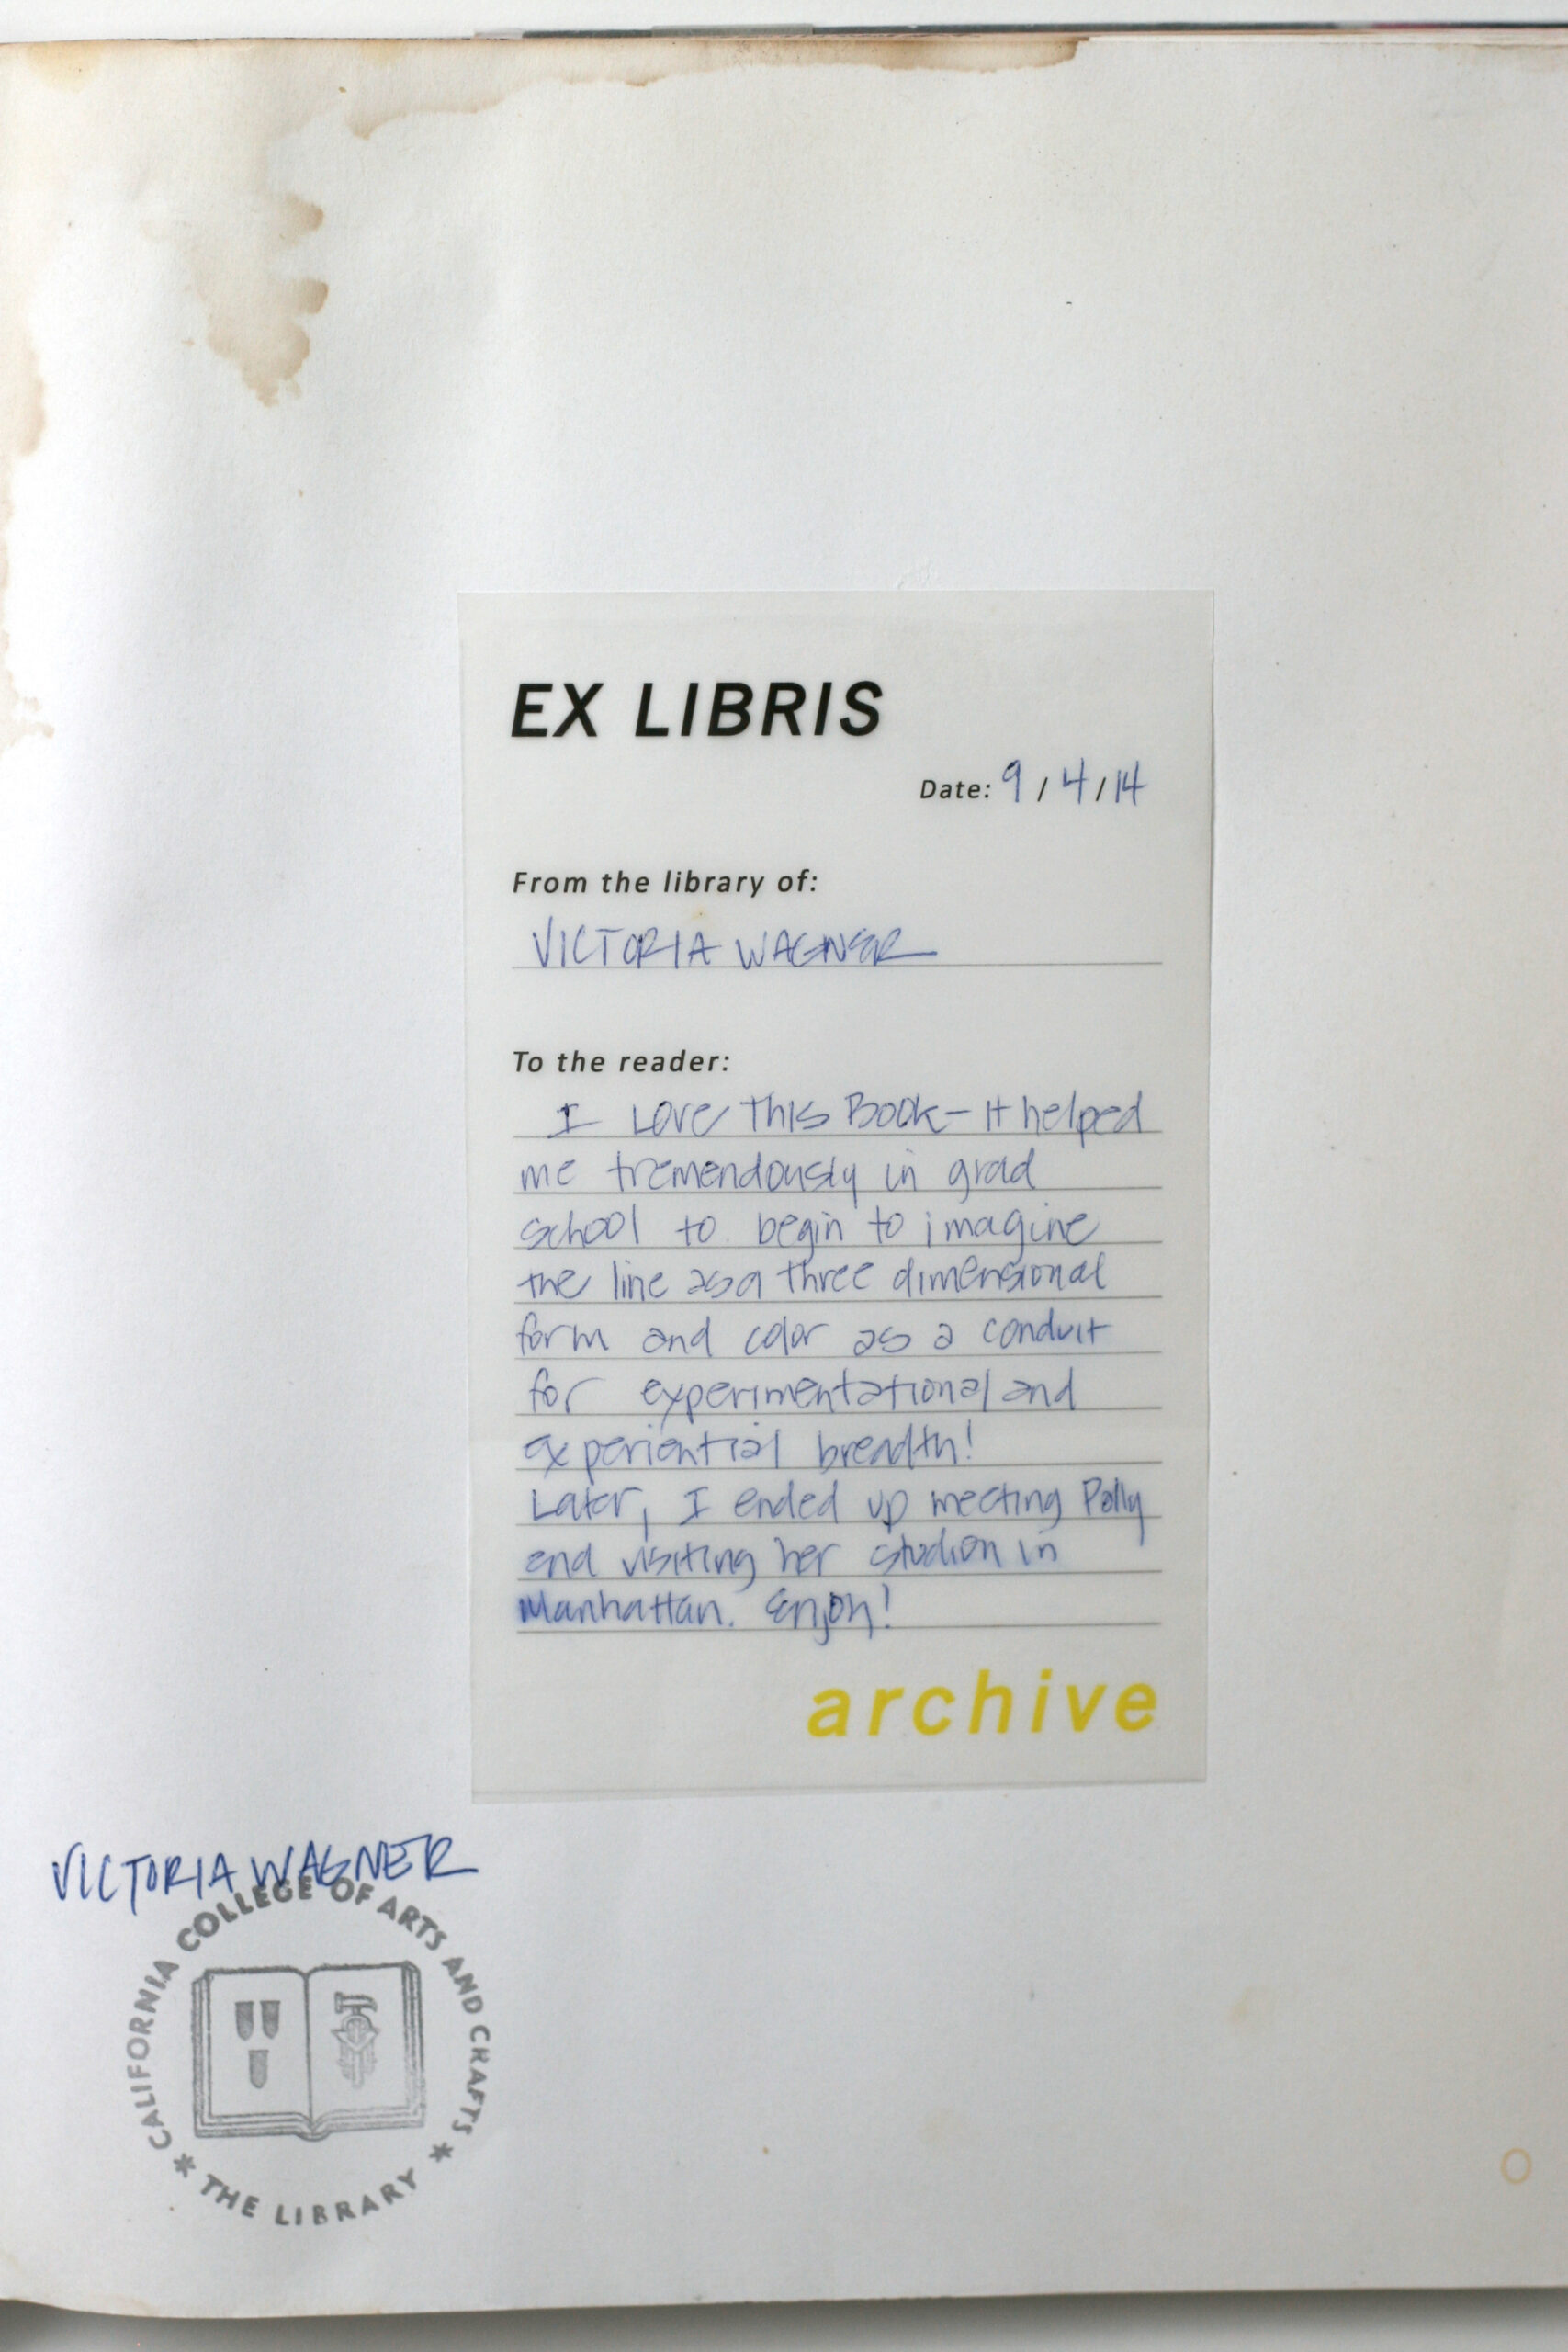 EX LIBRIS
Date: 9/4/14
From the library of:
VICTORIA WAGNER
To the reader:
I LOVE THIS BOOK – It helped
me tremendously in grad
school to begin to imagine
the line as a three dimensional
form and color as a conduit
for experimentational and
experiential breadth!
Later, I ended up meeting Polly
and visiting her studion in
Manhattan. Enjoy!
archive
VICTORIA WAGNER
CALIFORNIA COLLEGE OF ARTS AND CRAFTS
* THE LIBRARY *